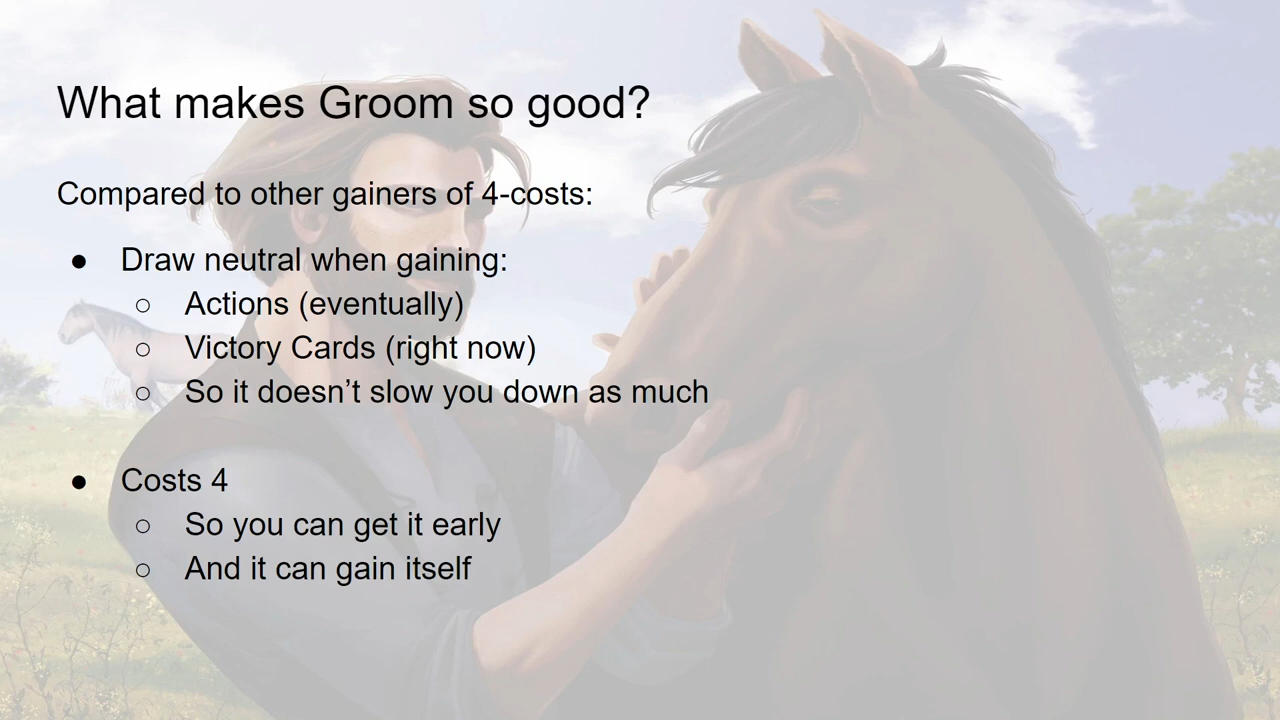 What makes Groom so good?
Compared to other gainers of 4-costs:
● Draw neutral when gaining:
○ Actions (eventually)
○ Victory Cards (right now)
○ So it doesn’t slow you down as much
● Costs 4
○ So you can get it early
○ And it can gain itself